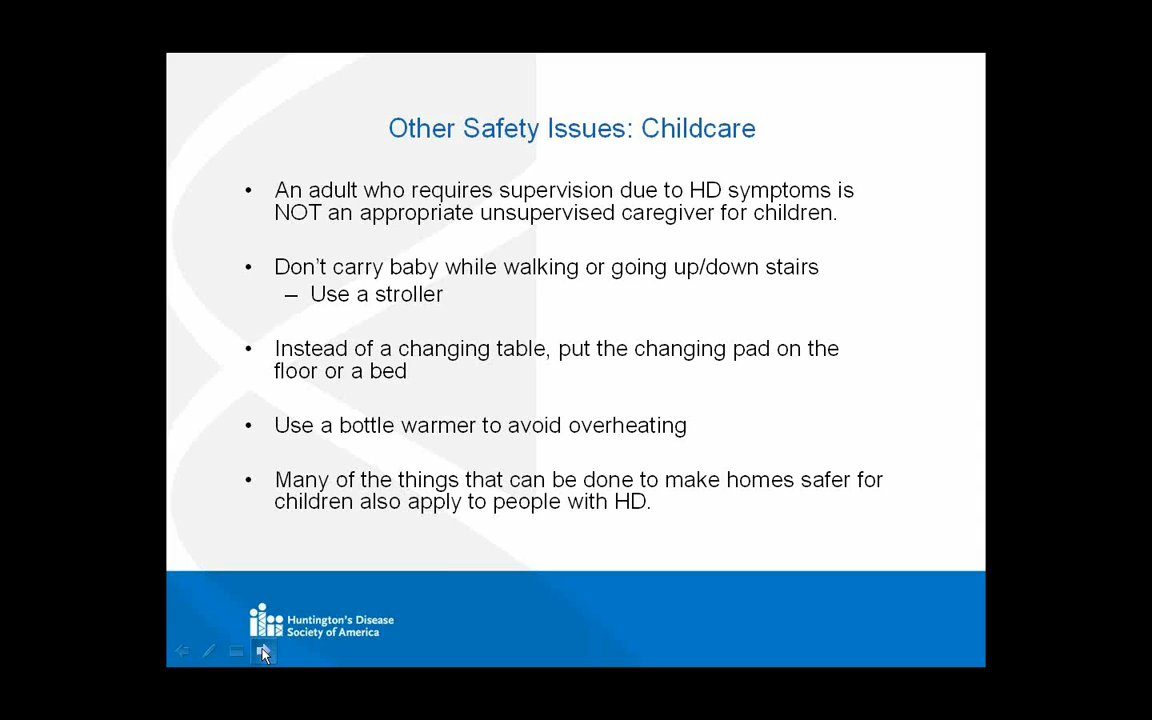 Other Safety Issues: Childcare
• An adult who requires supervision due to HD symptoms is
NOT an appropriate unsupervised caregiver for children.
• Don't carry baby while walking or going up/down stairs
– Use a stroller
• Instead of a changing table, put the changing pad on the
floor or a bed
• Use a bottle warmer to avoid overheating
• Many of the things that can be done to make homes safer for
children also apply to people with HD.
Huntington's Disease
Society of America